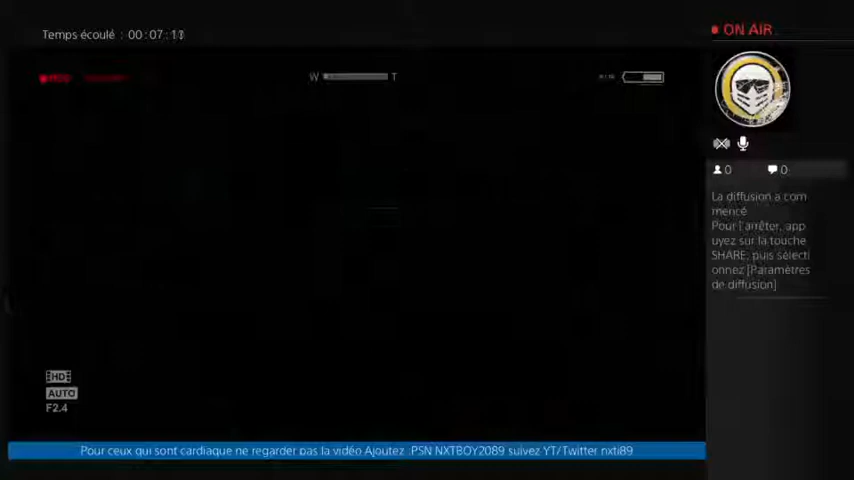 Temps écoulé : 00:07:11
ON AIR
REC
W T
0
0
La diffusion a com
mencé
Pour l'arrêter, app
uyez sur la touche
SHARE, puis sélecti
onnez [Paramètres
de diffusion]
HD
AUTO
F2.4
Pour ceux qui sont cardiaque ne regarder pas la vidéo Ajoutez :PSN NXTBOY2089 suivez YT/Twitter nxti89